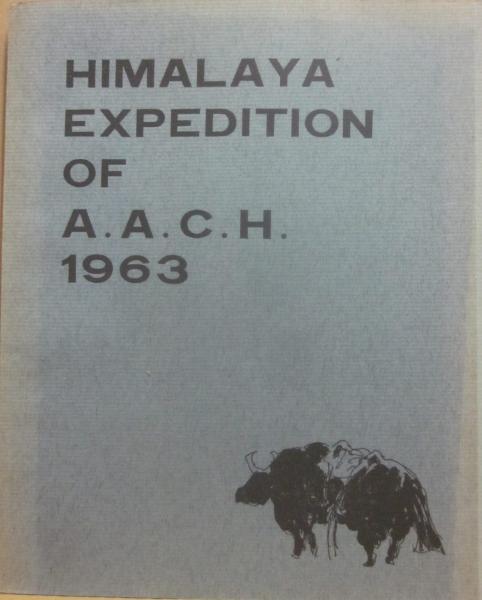 HIMALAYA
EXPEDITION
OF
A.A.C.H.
1963